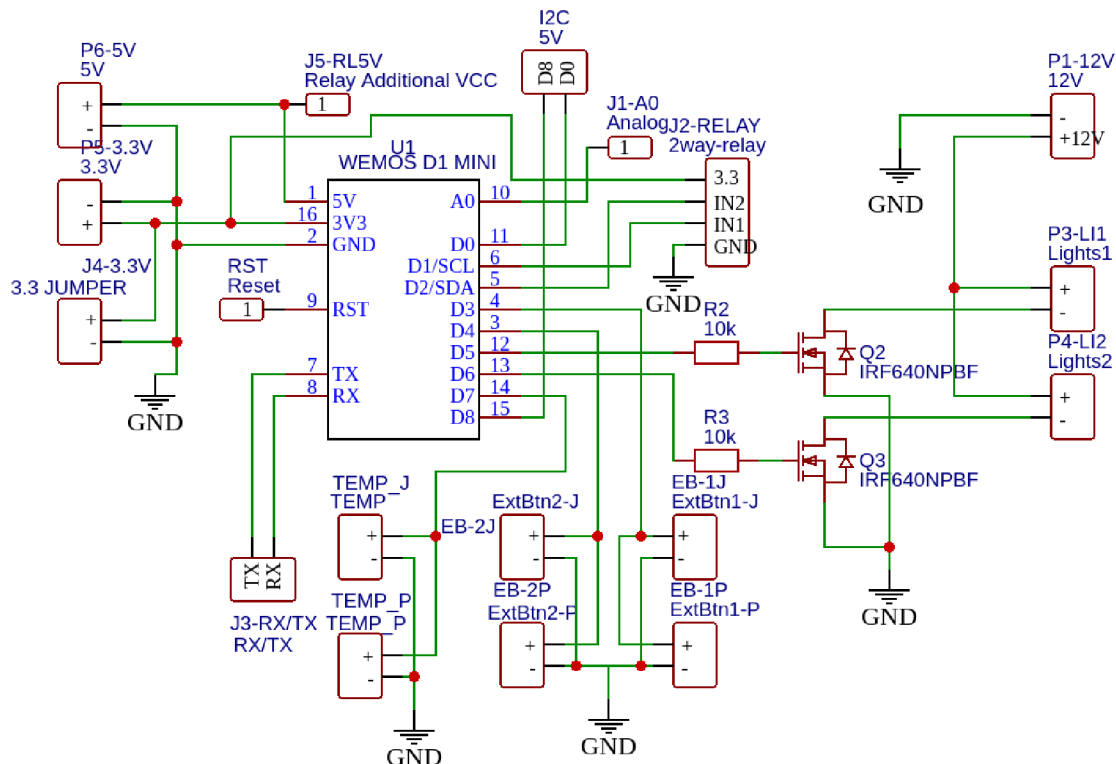 I2C
5V
D8
D0
P6-5V
5V
+
-
J5-RL5V
Relay Additional VCC
1
P1-12V
12V
-
+12V
J1-A0
Analog
1
J2-RELAY
2way-relay
3.3
IN2
IN1
GND
GND
P5-3.3V
3.3V
-
+
U1
WEMOS D1 MINI
1 5V
16 3V3
2 GND
9 RST
7 TX
8 RX
A0 10
D0 11
D1/SCL 6
D2/SDA 5
D3 4
D4 3
D5 12
D6 13
D7 14
D8 15
GND
J4-3.3V
3.3 JUMPER
+
-
GND
RST
Reset
1
P3-LI1
Lights1
+
-
R2
10k
Q2
IRF640NPBF
P4-LI2
Lights2
+
-
R3
10k
Q3
IRF640NPBF
GND
TEMP_J
TEMP
+
-
EB-2J
ExtBtn2-J
+
-
EB-1J
ExtBtn1-J
+
-
TX
RX
J3-RX/TX
RX/TX
TEMP_P
TEMP_P
+
-
GND
EB-2P
ExtBtn2-P
+
-
EB-1P
ExtBtn1-P
+
-
GND